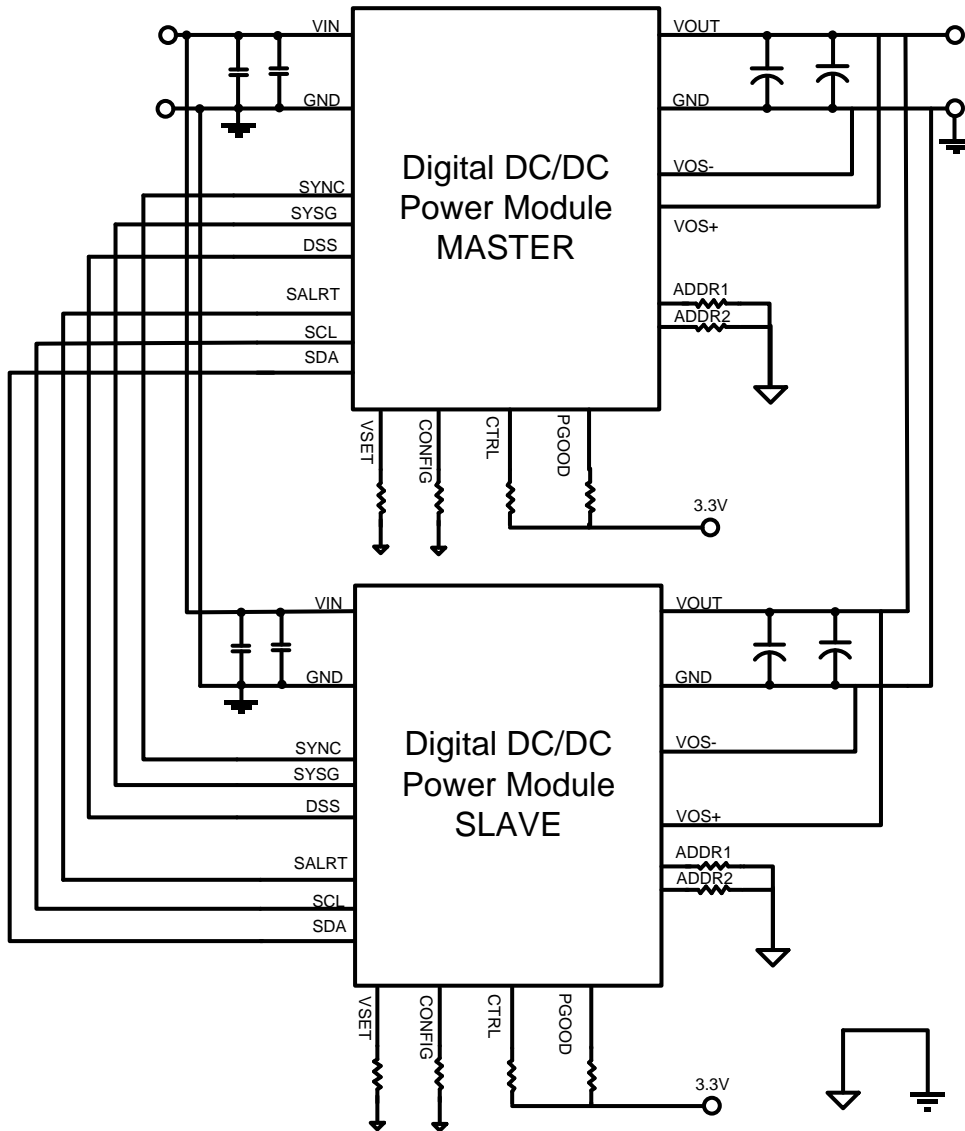 VIN
VOUT
GND
GND
Digital DC/DC
Power Module
MASTER
VOS-
SYNC
SYSG
VOS+
DSS
SALRT
ADDR1
ADDR2
SCL
SDA
VSET
CONFIG
CTRL
PGOOD
3.3V
VIN
VOUT
GND
GND
Digital DC/DC
Power Module
SLAVE
SYNC
VOS-
SYSG
DSS
VOS+
SALRT
ADDR1
ADDR2
SCL
SDA
VSET
CONFIG
CTRL
PGOOD
3.3V